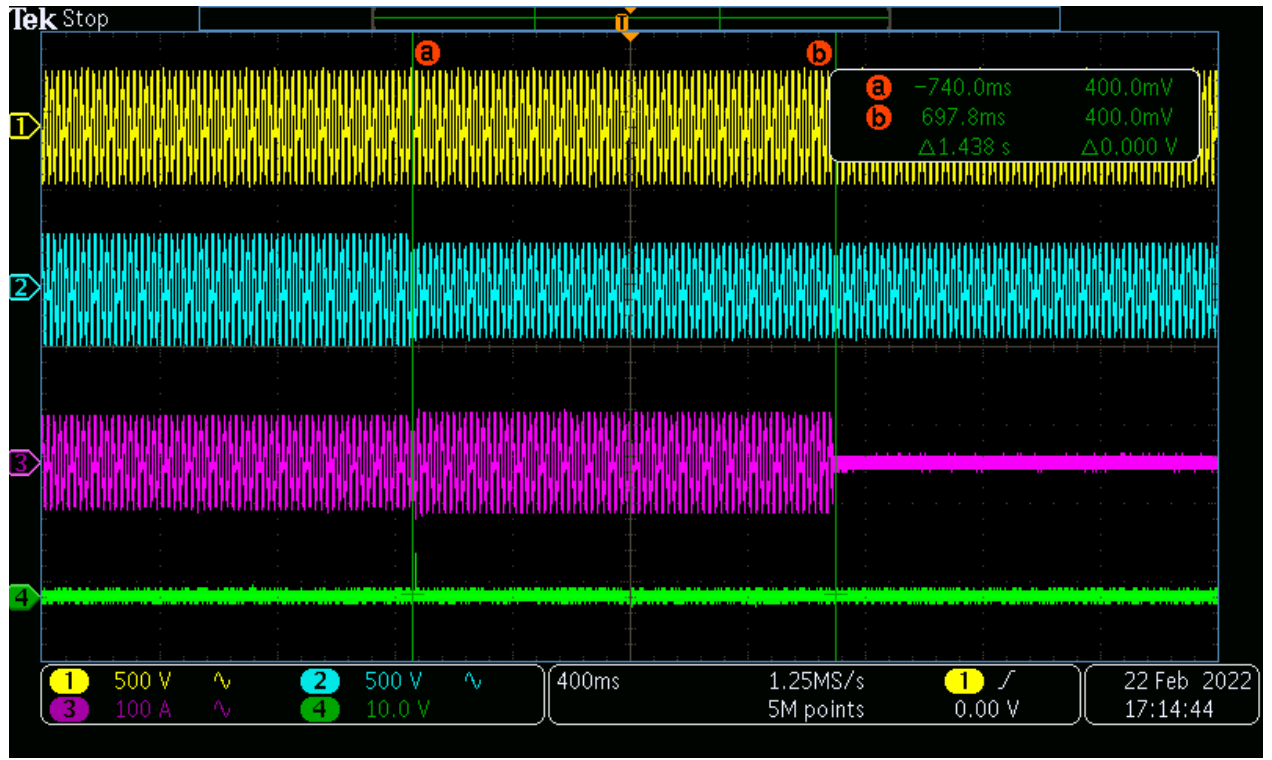 Tek Stop
T
a b
a -740.0ms 400.0mV
b 697.8ms 400.0mV
△1.438 s △0.000 V
1
2
3
4
1 500 V 2 500 V 400ms 1.25MS/s 1 22 Feb 2022
3 100 A 4 10.0 V 5M points 0.00 V 17:14:44